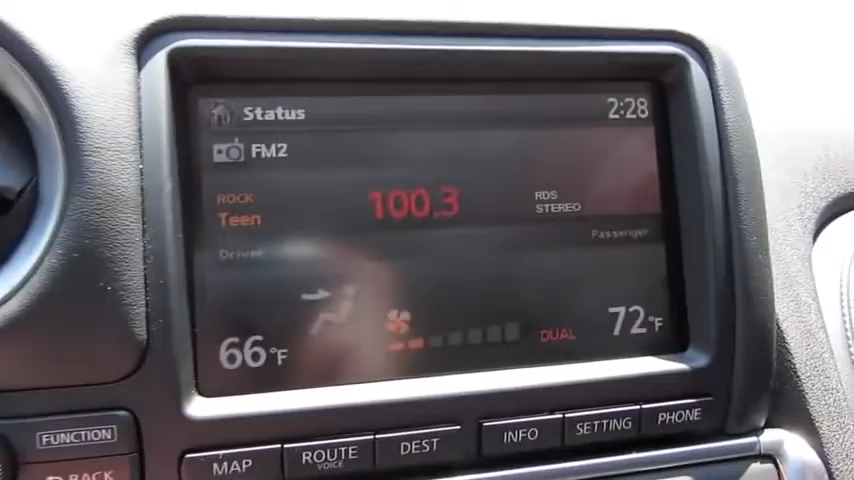 Status 2:28
FM2
ROCK
Teen
100.3
RDS
STEREO
Driver
Passenger
66°F
DUAL
72°F
FUNCTION
BACK
MAP
ROUTE
VOICE
DEST
INFO
SETTING
PHONE